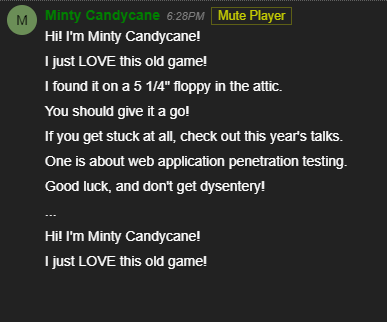 M
Minty Candycane 6:28PM Mute Player
Hi! I'm Minty Candycane!
I just LOVE this old game!
I found it on a 5 1/4" floppy in the attic.
You should give it a go!
If you get stuck at all, check out this year's talks.
One is about web application penetration testing.
Good luck, and don't get dysentery!
...
Hi! I'm Minty Candycane!
I just LOVE this old game!